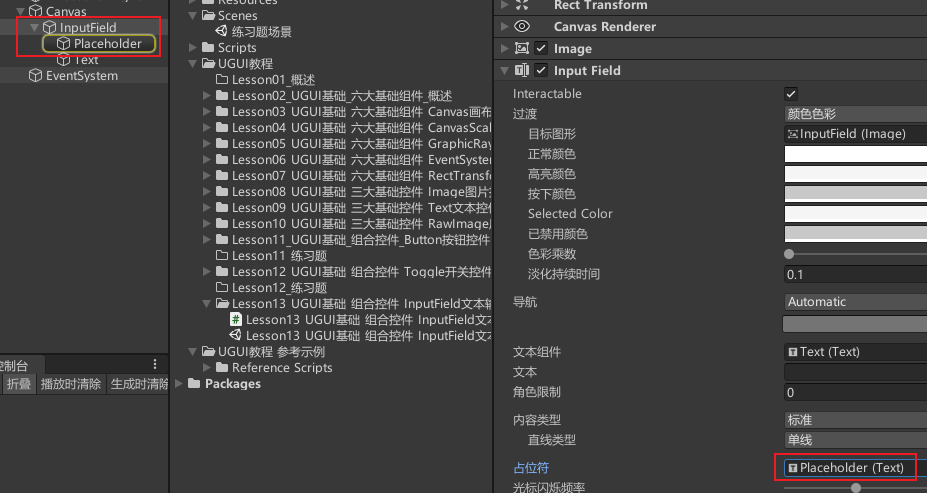 Canvas
InputField
Placeholder
Text
EventSystem
控制台
折叠
播放时清除
生成时清除
Resources
Scenes
练习题场景
Scripts
UGUI教程
Lesson01_概述
Lesson02_UGUI基础_六大基础组件_概述
Lesson03 UGUI基础 六大基础组件 Canvas画布
Lesson04 UGUI基础 六大基础组件 CanvasScal
Lesson05 UGUI基础 六大基础组件 GraphicRay
Lesson06 UGUI基础 六大基础组件 EventSystem
Lesson07 UGUI基础 六大基础组件 RectTransfo
Lesson08 UGUI基础 三大基础控件 Image图片
Lesson09 UGUI基础 三大基础控件 Text文本控
Lesson10 UGUI基础 三大基础控件 RawImage
Lesson11_UGUI基础_组合控件_Button按钮控件
Lesson11 练习题
Lesson12 UGUI基础 组合控件 Toggle开关控件
Lesson12_练习题
Lesson13 UGUI基础 组合控件 InputField文本
Lesson13 UGUI基础 组合控件 InputField文
Lesson13 UGUI基础 组合控件 InputField文
UGUI教程 参考示例
Reference Scripts
Packages
Rect Transform
Canvas Renderer
Image
Input Field
Interactable
过渡 颜色色彩
目标图形 InputField (Image)
正常颜色
高亮颜色
按下颜色
Selected Color
已禁用颜色
色彩乘数
淡化持续时间 0.1
导航 Automatic
文本组件 Text (Text)
文本
角色限制 0
内容类型 标准
直线类型 单线
占位符 Placeholder (Text)
光标闪烁频率